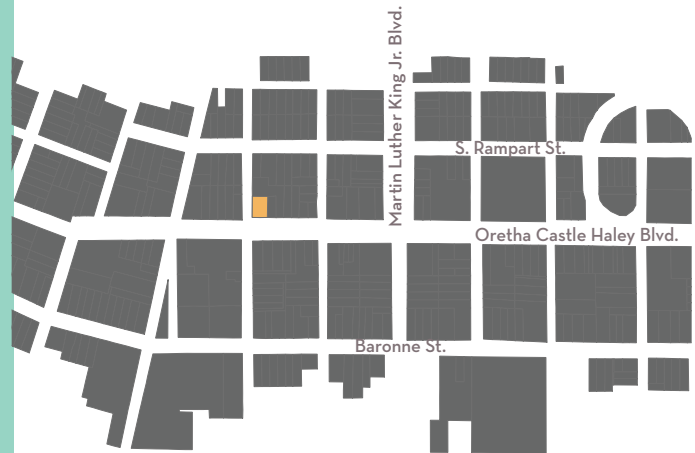 Martin Luther King Jr. Blvd.
S. Rampart St.
Oretha Castle Haley Blvd.
Baronne St.